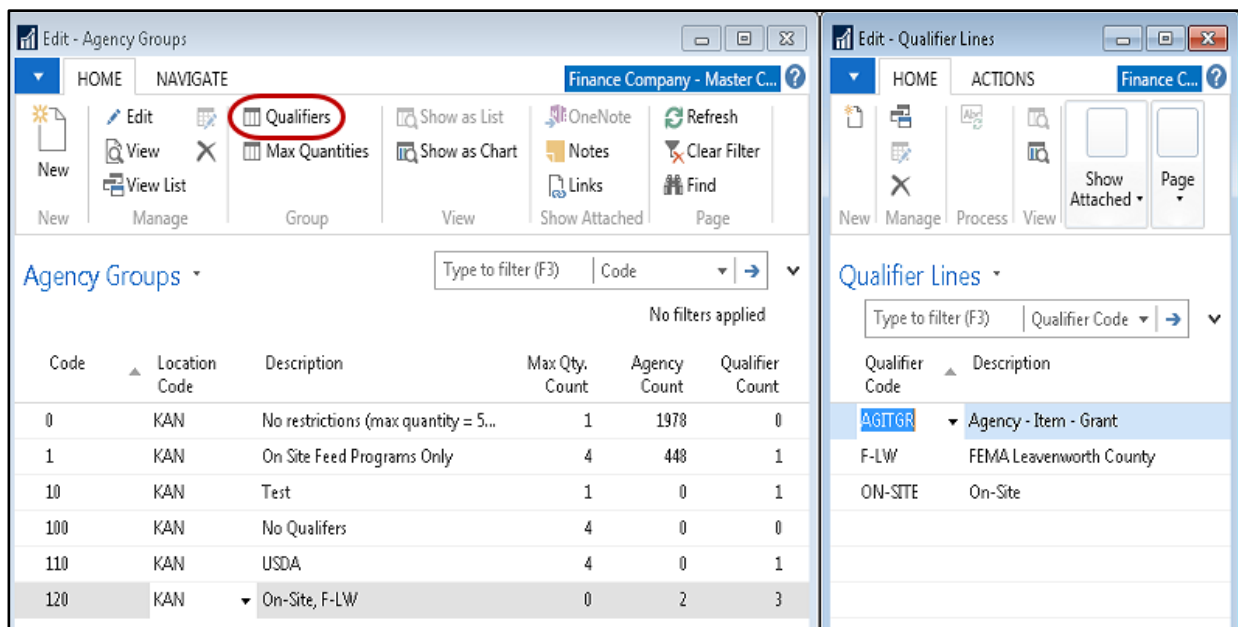 Edit - Agency Groups
HOME NAVIGATE Finance Company - Master C...
New
Edit
View
View List
Manage
Qualifiers
Max Quantities
Group
Show as List
Show as Chart
View
OneNote
Notes
Links
Show Attached
Refresh
Clear Filter
Find
Page
New
Agency Groups
Type to filter (F3) Code
No filters applied
Code Location Code Description Max Qty. Count Agency Count Qualifier Count
0 KAN No restrictions (max quantity = 5... 1 1978 0
1 KAN On Site Feed Programs Only 4 448 1
10 KAN Test 1 0 1
100 KAN No Qualifers 4 0 0
110 KAN USDA 4 0 1
120 KAN On-Site, F-LW 0 2 3
Edit - Qualifier Lines
HOME ACTIONS Finance C...
Show Attached
Page
New Manage Process View
Qualifier Lines
Type to filter (F3) Qualifier Code
Qualifier Code Description
AGITGR Agency - Item - Grant
F-LW FEMA Leavenworth County
ON-SITE On-Site